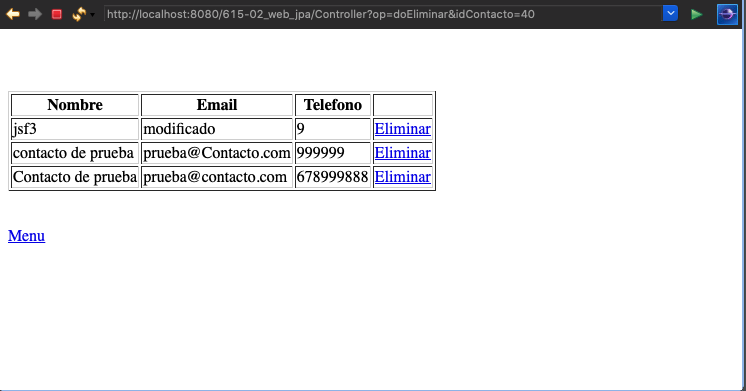 http://localhost:8080/615-02_web_jpa/Controller?op=doEliminar&idContacto=40
Nombre Email Telefono
jsf3 modificado 9 Eliminar
contacto de prueba prueba@Contacto.com 999999 Eliminar
Contacto de prueba prueba@contacto.com 678999888 Eliminar
Menu